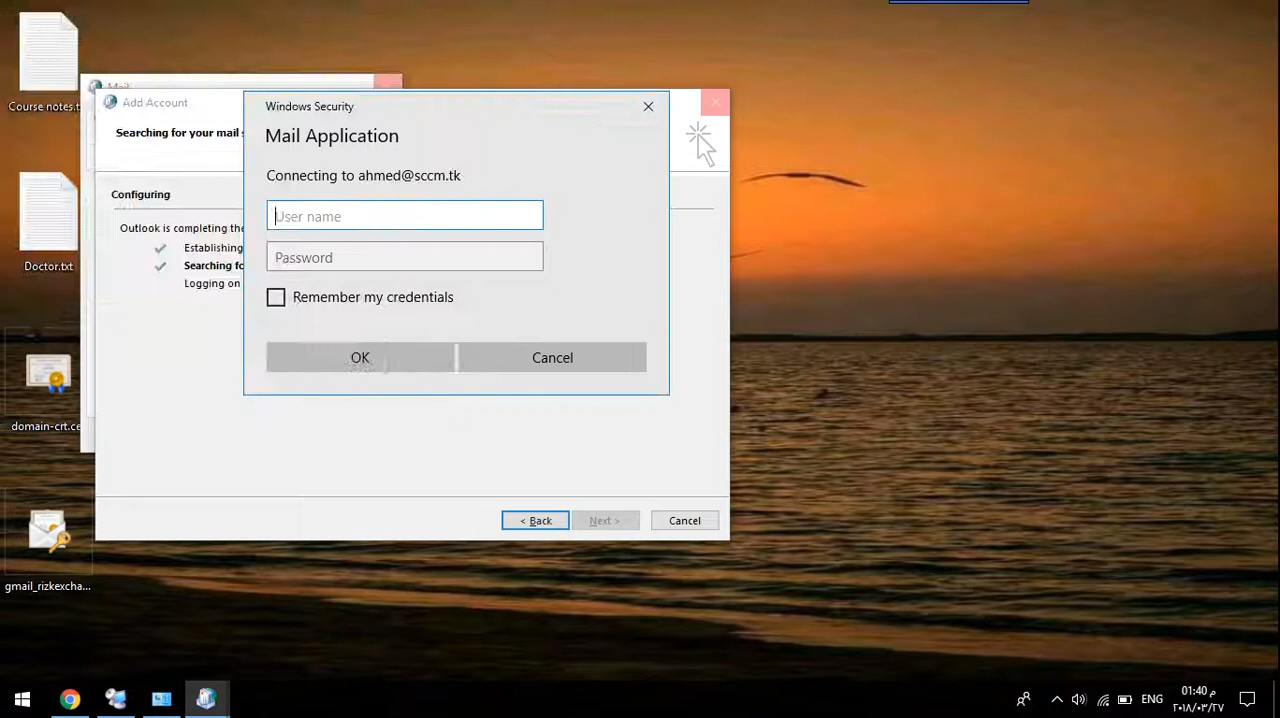 Course notes.t
Doctor.txt
domain-crt.ce
gmail_rizkexcha...
Mail
Add Account
Searching for your mail s
Configuring
Outlook is completing the
Establishing
Searching fo
Logging on
Windows Security
Mail Application
Connecting to ahmed@sccm.tk
User name
Password
Remember my credentials
OK
Cancel
< Back
Next >
Cancel
ENG
01:40 م
٢٠١٨/٠٣/٢٧